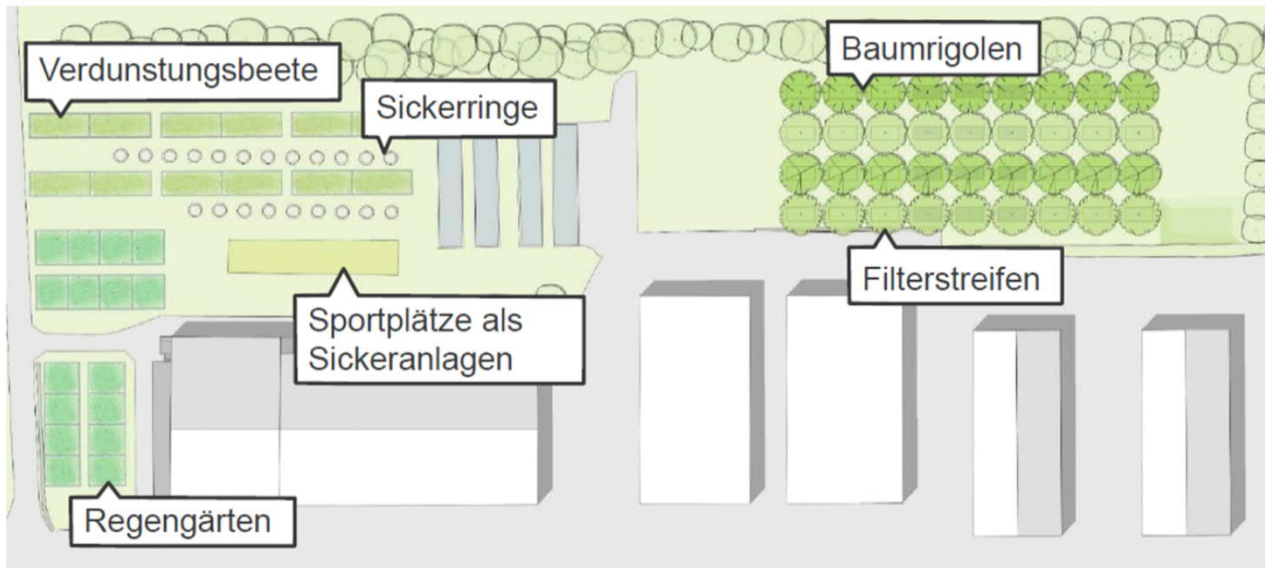 Verdunstungsbeete
Sickerringe
Baumrigolen
Filterstreifen
Sportplätze als
Sickeranlagen
Regengärten